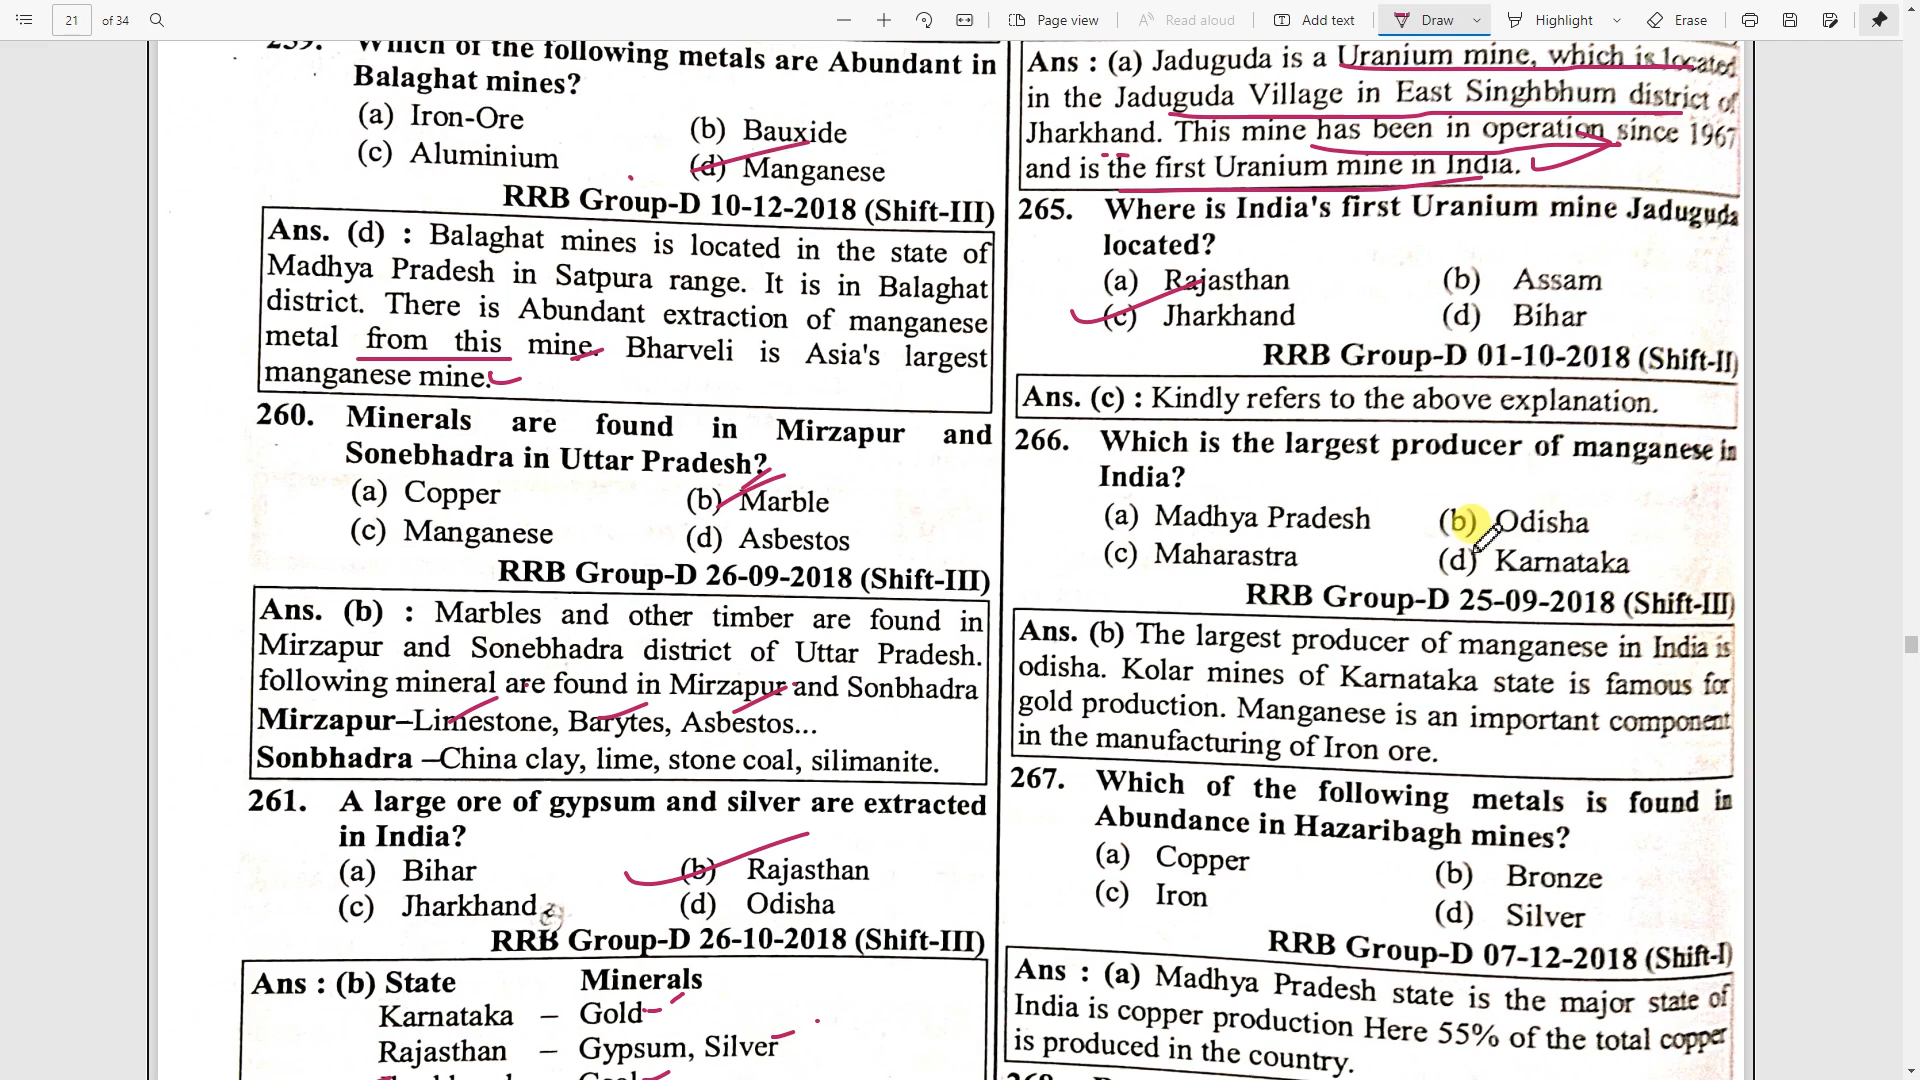 21 of 34
Page view
Read aloud
Add text
Draw
Highlight
Erase
259. Which of the following metals are Abundant in
Balaghat mines?
(a) Iron-Ore (b) Bauxide
(c) Aluminium (d) Manganese
RRB Group-D 10-12-2018 (Shift-III)
Ans. (d) : Balaghat mines is located in the state of
Madhya Pradesh in Satpura range. It is in Balaghat
district. There is Abundant extraction of manganese
metal from this mine. Bharveli is Asia's largest
manganese mine.
260. Minerals are found in Mirzapur and
Sonebhadra in Uttar Pradesh?
(a) Copper (b) Marble
(c) Manganese (d) Asbestos
RRB Group-D 26-09-2018 (Shift-III)
Ans. (b) : Marbles and other timber are found in
Mirzapur and Sonebhadra district of Uttar Pradesh.
following mineral are found in Mirzapur and Sonbhadra
Mirzapur–Limestone, Barytes, Asbestos...
Sonbhadra –China clay, lime, stone coal, silimanite.
261. A large ore of gypsum and silver are extracted
in India?
(a) Bihar (b) Rajasthan
(c) Jharkhand (d) Odisha
RRB Group-D 26-10-2018 (Shift-III)
Ans : (b) State Minerals
Karnataka – Gold
Rajasthan – Gypsum, Silver
Ans : (a) Jaduguda is a Uranium mine, which is located
in the Jaduguda Village in East Singhbhum district of
Jharkhand. This mine has been in operation since 1967
and is the first Uranium mine in India.
265. Where is India's first Uranium mine Jaduguda
located?
(a) Rajasthan (b) Assam
(c) Jharkhand (d) Bihar
RRB Group-D 01-10-2018 (Shift-II)
Ans. (c) : Kindly refers to the above explanation.
266. Which is the largest producer of manganese in
India?
(a) Madhya Pradesh (b) Odisha
(c) Maharastra (d) Karnataka
RRB Group-D 25-09-2018 (Shift-III)
Ans. (b) The largest producer of manganese in India is
odisha. Kolar mines of Karnataka state is famous for
gold production. Manganese is an important component
in the manufacturing of Iron ore.
267. Which of the following metals is found in
Abundance in Hazaribagh mines?
(a) Copper (b) Bronze
(c) Iron (d) Silver
RRB Group-D 07-12-2018 (Shift-I)
Ans : (a) Madhya Pradesh state is the major state of
India is copper production Here 55% of the total copper
is produced in the country.